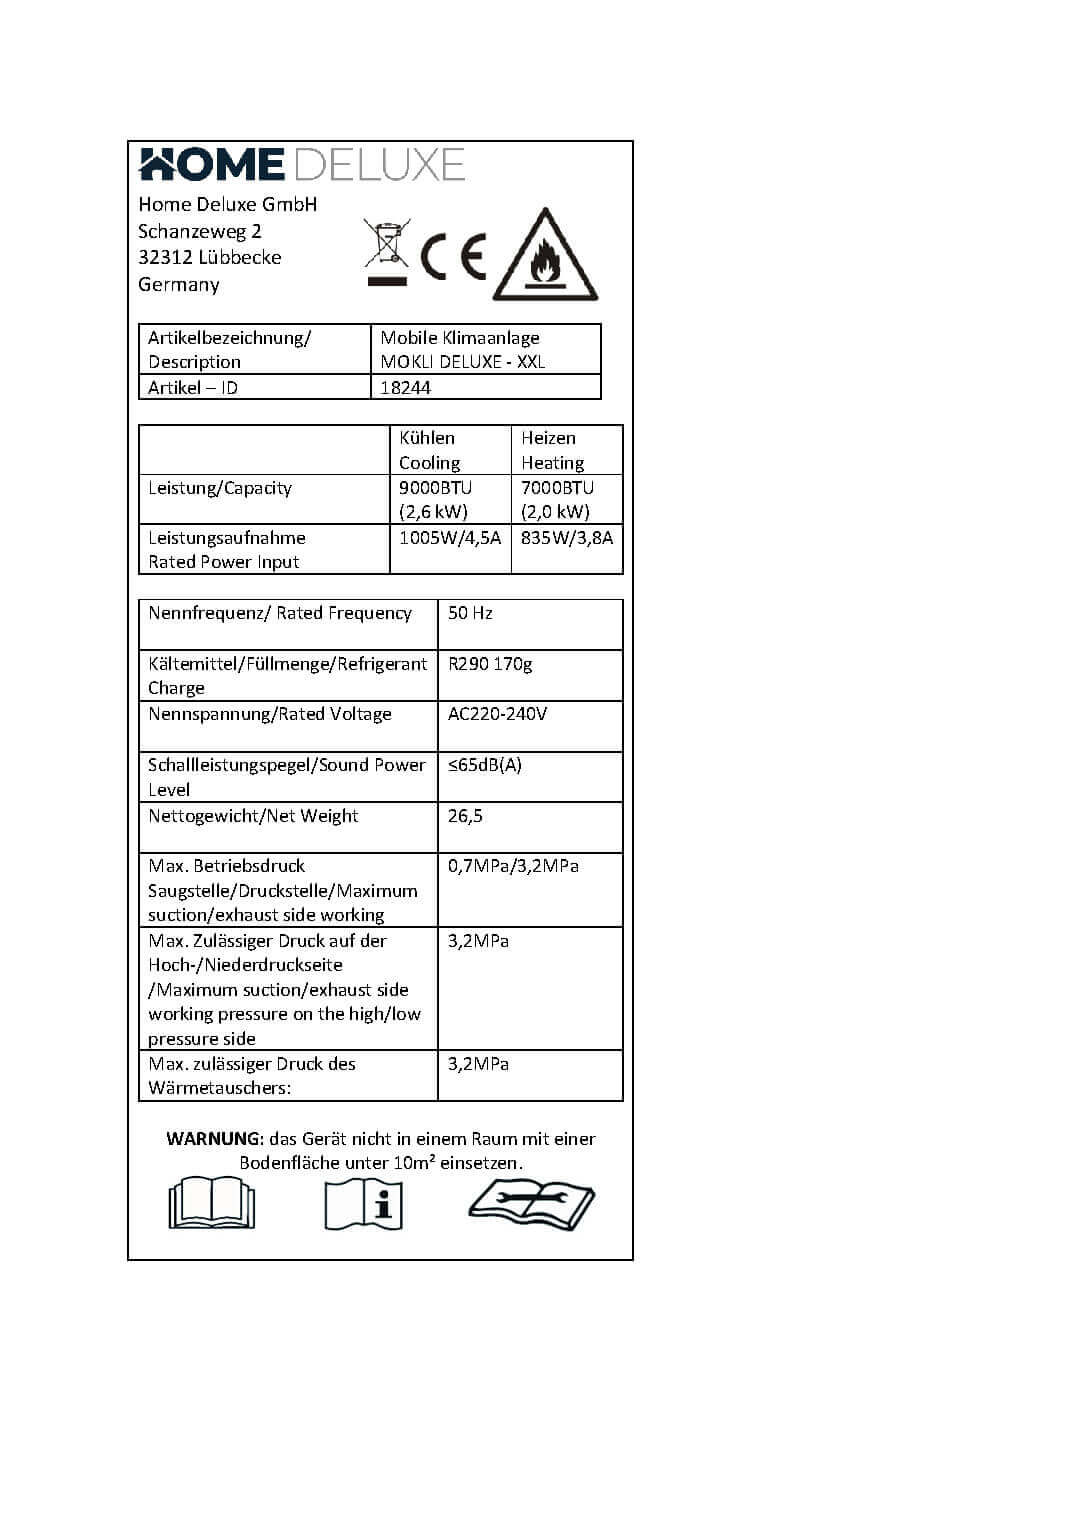 HOME DELUXE
Home Deluxe GmbH
Schanzeweg 2
32312 Lübbecke
Germany
CE
Artikelbezeichnung/
Description
Mobile Klimaanlage
MOKLI DELUXE - XXL
Artikel – ID
18244
Kühlen
Cooling
Heizen
Heating
Leistung/Capacity
9000BTU
(2,6 kW)
7000BTU
(2,0 kW)
Leistungsaufnahme
Rated Power Input
1005W/4,5A
835W/3,8A
Nennfrequenz/ Rated Frequency
50 Hz
Kältemittel/Füllmenge/Refrigerant
Charge
R290 170g
Nennspannung/Rated Voltage
AC220-240V
Schallleistungspegel/Sound Power
Level
≤65dB(A)
Nettogewicht/Net Weight
26,5
Max. Betriebsdruck
Saugstelle/Druckstelle/Maximum
suction/exhaust side working
0,7MPa/3,2MPa
Max. Zulässiger Druck auf der
Hoch-/Niederdruckseite
/Maximum suction/exhaust side
working pressure on the high/low
pressure side
3,2MPa
Max. zulässiger Druck des
Wärmetauschers:
3,2MPa
WARNUNG: das Gerät nicht in einem Raum mit einer
Bodenfläche unter 10m² einsetzen.
i